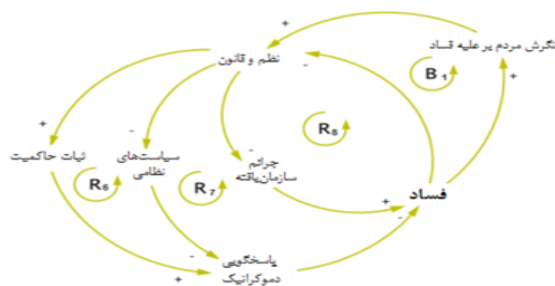 نگرش مردم بر علیه فساد
نظم و قانون
B1
R8
ثبات حاکمیت
سیاست‌های
نظامی
جرائم
سازمان‌یافته
R6
R7
فساد
پاسخگویی
دموکراتیک
+
-
+
+
-
-
+
-
-
+